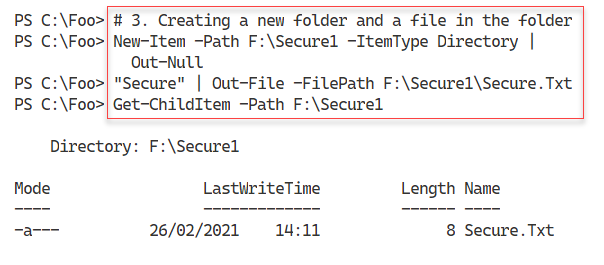 PS C:\Foo> # 3. Creating a new folder and a file in the folder
PS C:\Foo> New-Item -Path F:\Secure1 -ItemType Directory |
Out-Null
PS C:\Foo> "Secure" | Out-File -FilePath F:\Secure1\Secure.Txt
PS C:\Foo> Get-ChildItem -Path F:\Secure1
Directory: F:\Secure1
Mode LastWriteTime Length Name
---- ------------- ------ ----
-a--- 26/02/2021 14:11 8 Secure.Txt